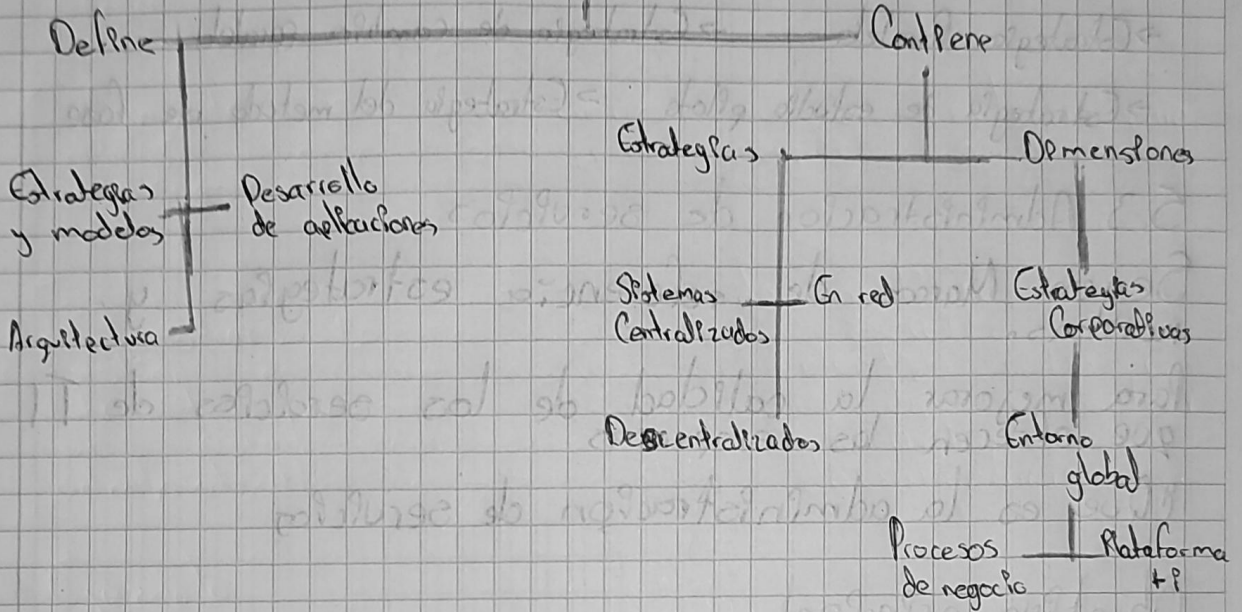 Define
Contiene
Estrategias
Dimensiones
Estrategias
y modelos
Desarrollo
de aplicaciones
Sistemas
Centralizados
En red
Estrategias
Corporativas
Arquitectura
Descentralizados
Entorno
global
Procesos
de negocio
Plataforma
ti